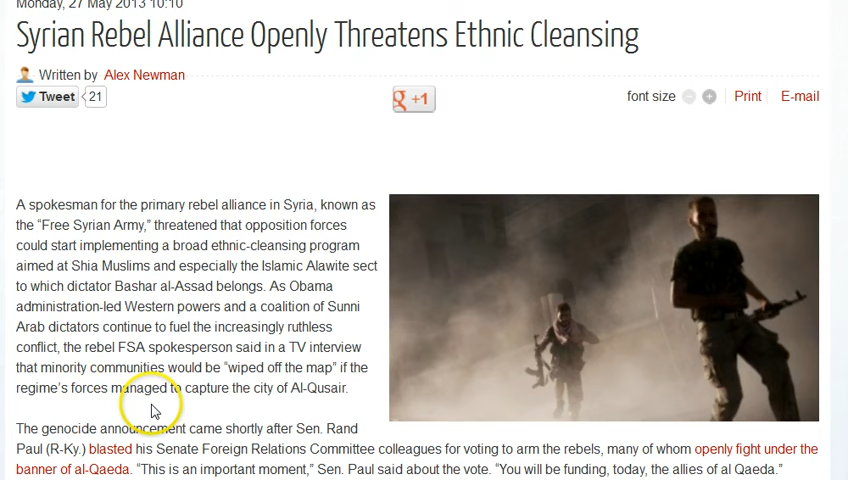 Monday, 27 May 2013 10:10
Syrian Rebel Alliance Openly Threatens Ethnic Cleansing
Written by Alex Newman
Tweet 21 g +1 font size Print E-mail
A spokesman for the primary rebel alliance in Syria, known as
the “Free Syrian Army,” threatened that opposition forces
could start implementing a broad ethnic-cleansing program
aimed at Shia Muslims and especially the Islamic Alawite sect
to which dictator Bashar al-Assad belongs. As Obama
administration-led Western powers and a coalition of Sunni
Arab dictators continue to fuel the increasingly ruthless
conflict, the rebel FSA spokesperson said in a TV interview
that minority communities would be “wiped off the map” if the
regime’s forces managed to capture the city of Al-Qusair.
The genocide announcement came shortly after Sen. Rand
Paul (R-Ky.) blasted his Senate Foreign Relations Committee colleagues for voting to arm the rebels, many of whom openly fight under the
banner of al-Qaeda. “This is an important moment,” Sen. Paul said about the vote. “You will be funding, today, the allies of al Qaeda.”